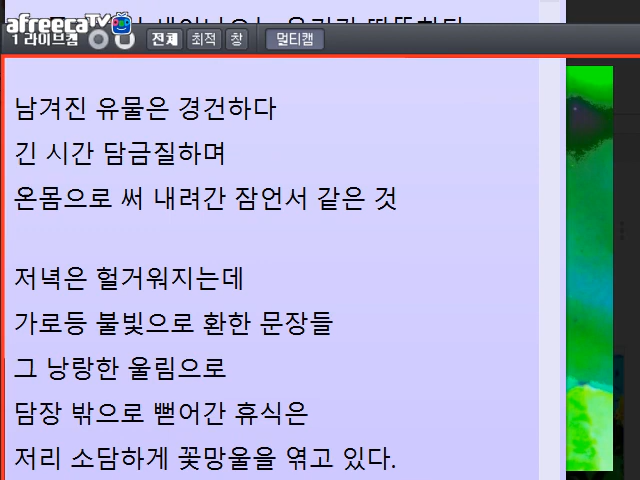 afreecaTV
1 라이브캠 전체 최적 창 멀티캠
남겨진 유물은 경건하다
긴 시간 담금질하며
온몸으로 써 내려간 잠언서 같은 것
저녁은 헐거워지는데
가로등 불빛으로 환한 문장들
그 낭랑한 울림으로
담장 밖으로 뻗어간 휴식은
저리 소담하게 꽃망울을 엮고 있다.